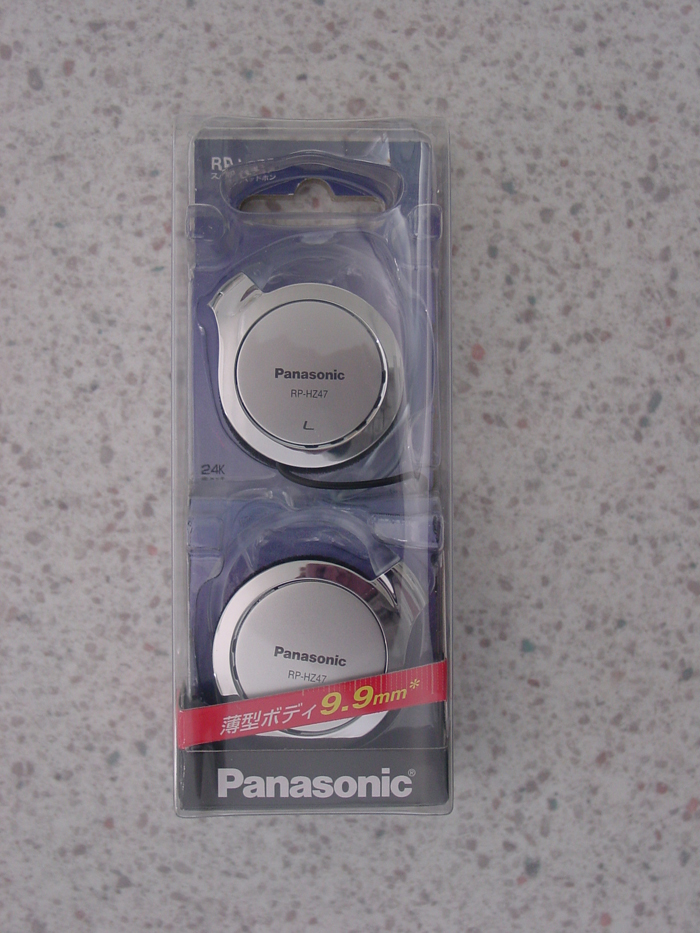 Panasonic
RP-HZ47
L
24K
Panasonic
RP-HZ47
薄型ボディ9.9mm*
Panasonic®